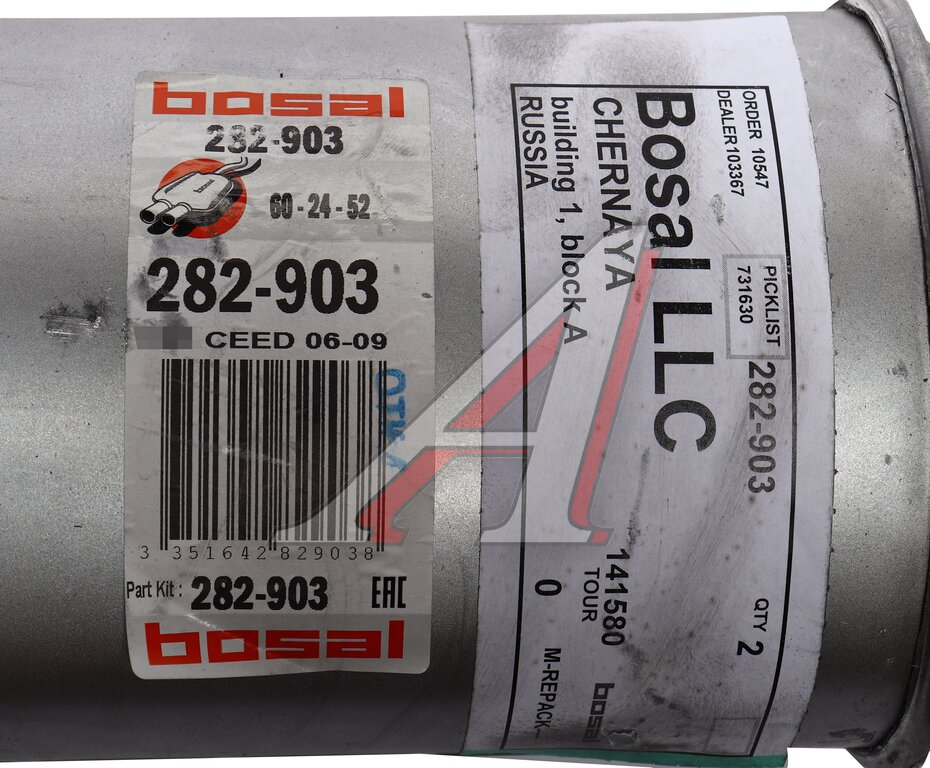 bosal
282-903
60-24-52
282-903
CEED 06-09
ОТК
3 351642 829038
Part Kit : 282-903
EAC
bosal
ORDER 10547
DEALER 103367
PICKLIST
731630
282-903
QTY 2
Bosal LLC
CHERNAYA
building 1, block A
RUSSIA
141580
TOUR
0
bosal
M-REPACK-